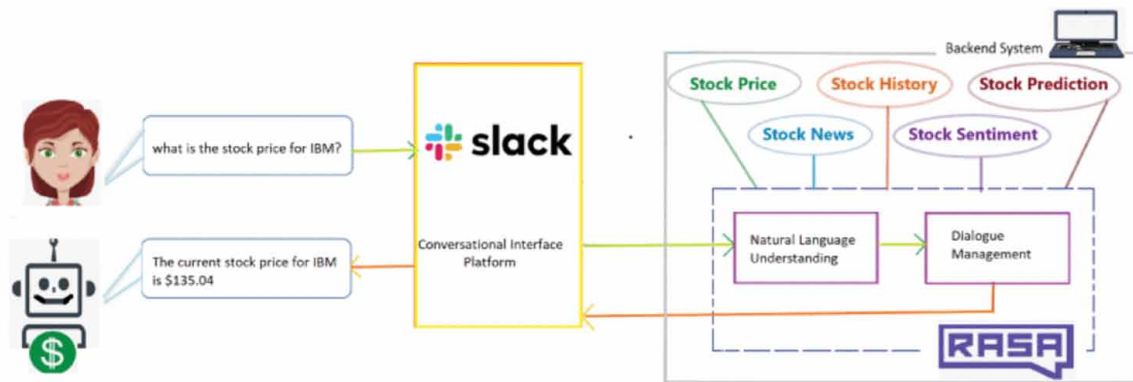 Backend System
Stock Price
Stock History
Stock Prediction
Stock News
Stock Sentiment
what is the stock price for IBM?
slack
Conversational Interface
Platform
The current stock price for IBM
is $135.04
$
Natural Language
Understanding
Dialogue
Management
RASA